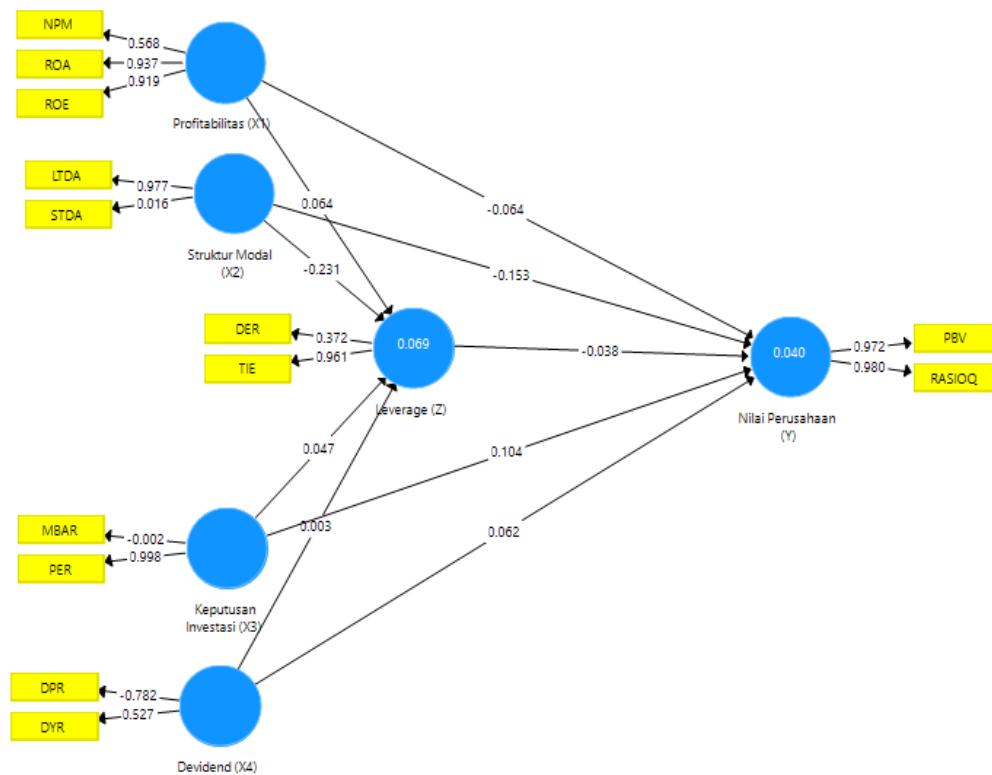 NPM
0.568
ROA
0.937
ROE
0.919
Profitabilitas (X1)
LTDA
0.977
STDA
0.016
Struktur Modal
(X2)
0.064
-0.064
-0.231
-0.153
DER
0.372
TIE
0.961
0.069
Leverage (Z)
-0.038
0.040
Nilai Perusahaan
(Y)
0.972
PBV
0.980
RASIOQ
0.047
0.104
0.003
0.062
MBAR
-0.002
PER
0.998
Keputusan
Investasi (X3)
DPR
-0.782
DYR
0.527
Devidend (X4)